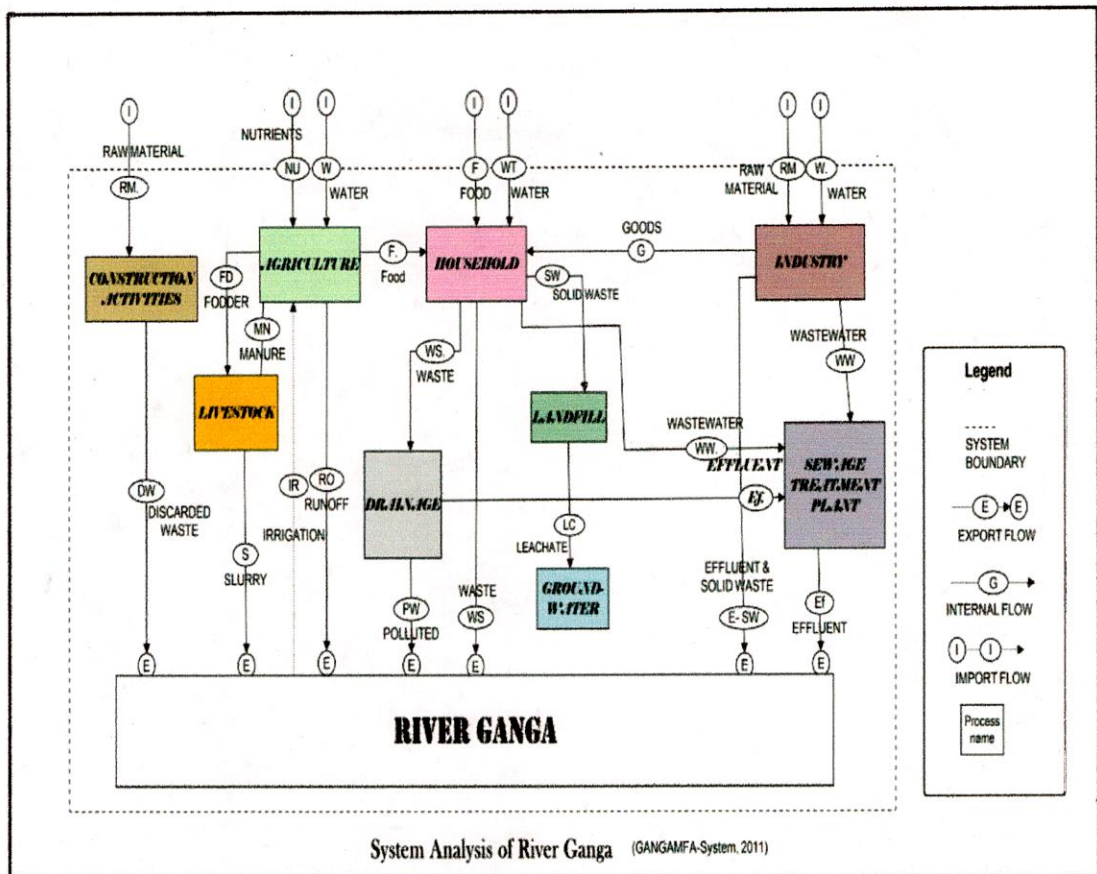 I
I
I
I
I
I
I
NUTRIENTS
RAW MATERIAL
RM.
NU
W
WATER
F
FOOD
WT
WATER
RAW
MATERIAL
RM
W.
WATER
CONSTRUCTION
ACTIVITIES
AGRICULTURE
F.
Food
HOUSEHOLD
GOODS
G
INDUSTRY
FD
FODDER
MN
MANURE
SW
SOLID WASTE
WS.
WASTE
WASTEWATER
WW
LIVESTOCK
LANDFILL
WASTEWATER
WW.
EFFLUENT
SEWAGE
TREATMENT
PLANT
DW
DISCARDED
WASTE
IR
IRRIGATION
RO
RUNOFF
DRAINAGE
Ef.
LC
LEACHATE
S
SLURRY
GROUND-
WATER
PW
POLLUTED
WASTE
WS
EFFLUENT &
SOLID WASTE
E- SW
Ef
EFFLUENT
E
E
E
E
E
E
E
RIVER GANGA
Legend
SYSTEM
BOUNDARY
E
E
EXPORT FLOW
G
INTERNAL FLOW
I
I
IMPORT FLOW
Process
name
System Analysis of River Ganga (GANGAMFA-System, 2011)